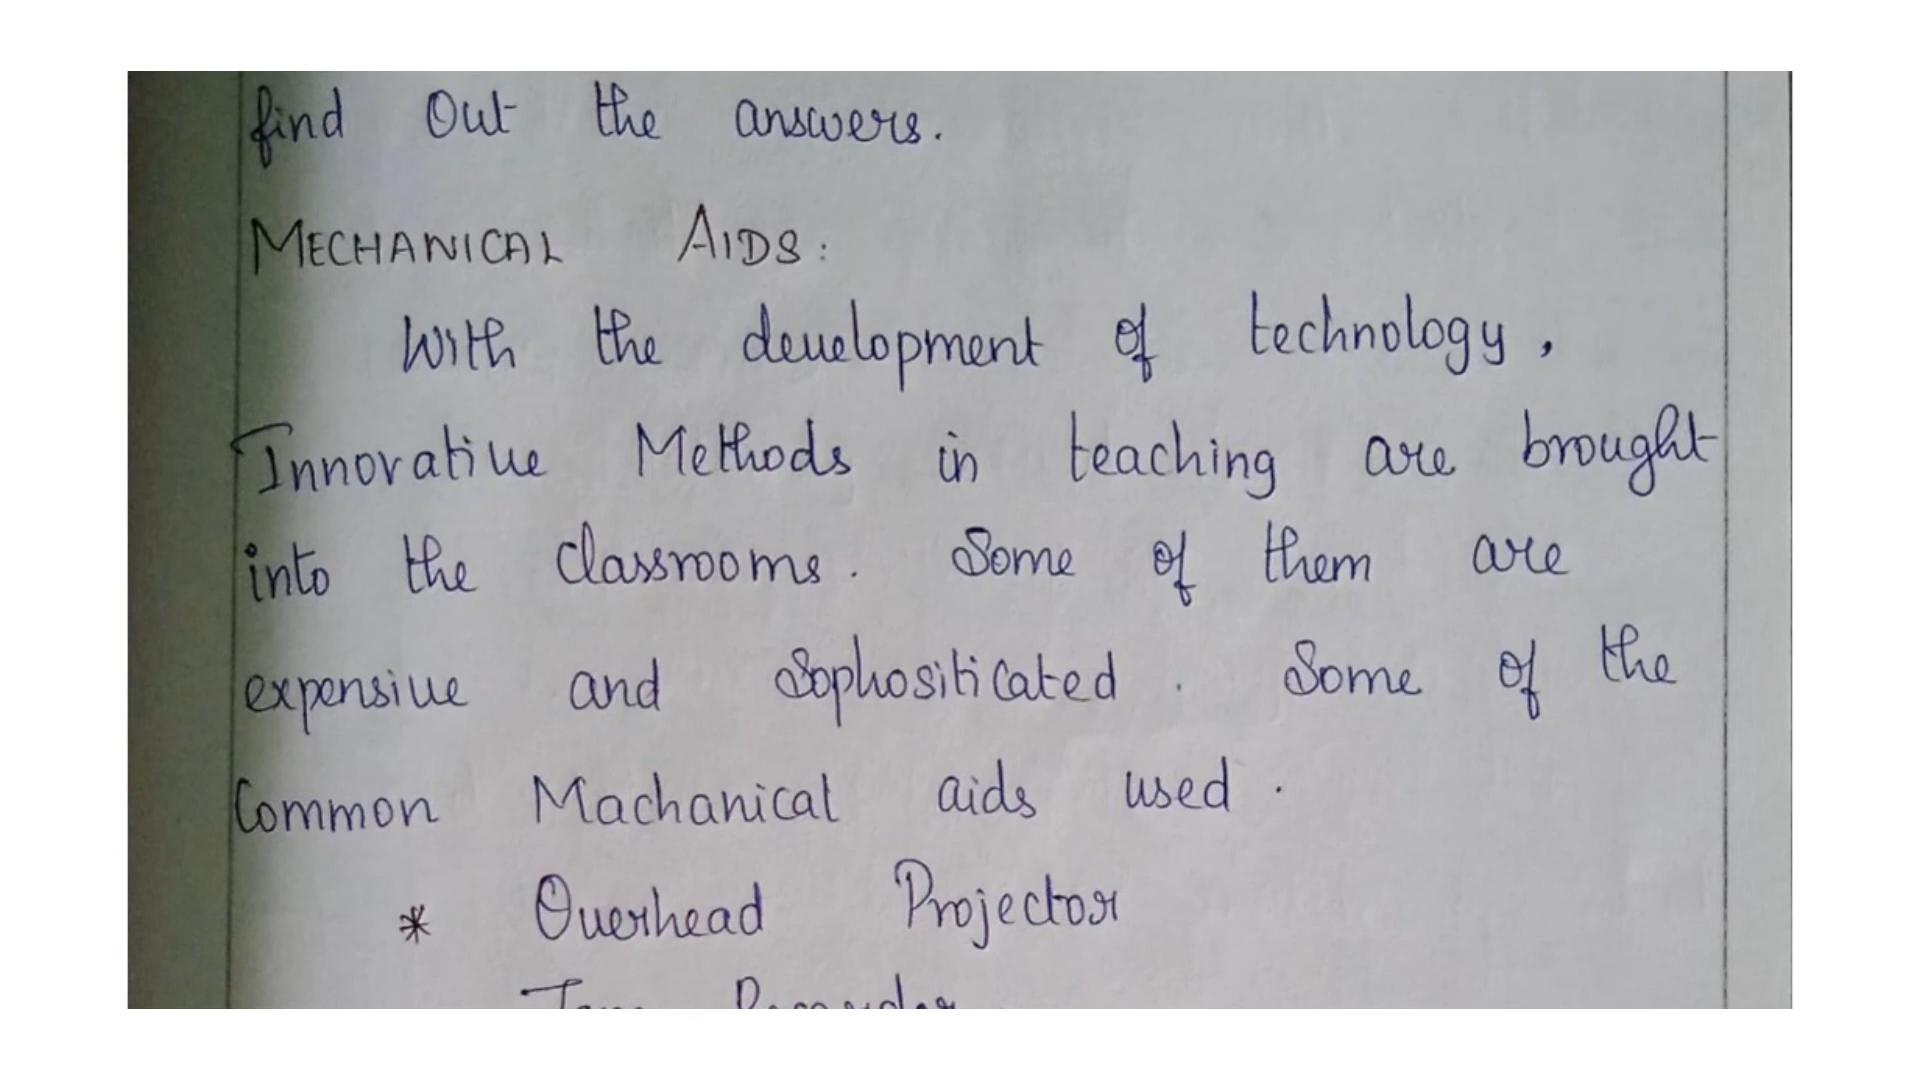 find Out the answers.
MECHANICAL AIDS:
With the development of technology,
Innovative Methods in teaching are brought
into the Classrooms. Some of them are
expensive and Sophositicated. Some of the
Common Machanical aids used.
* Overhead Projector